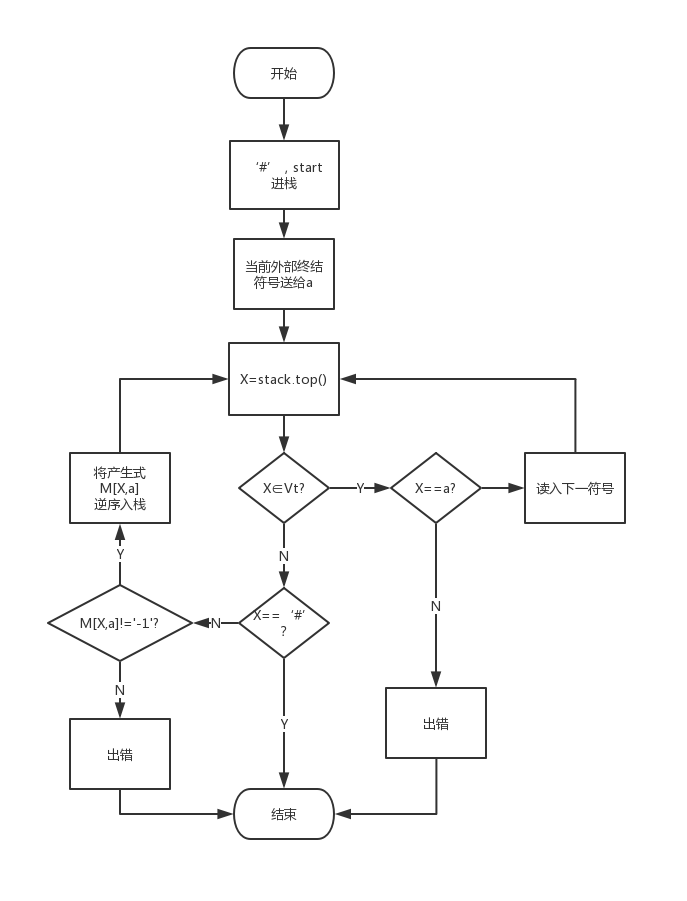 开始
‘#’ , start
进栈
当前外部终结
符号送给a
X=stack.top()
将产生式
M[X,a]
逆序入栈
X∈Vt?
Y
X==a?
读入下一符号
Y
N
X== ‘#’
?
N
M[X,a]!='-1'?
N
N
Y
出错
出错
结束